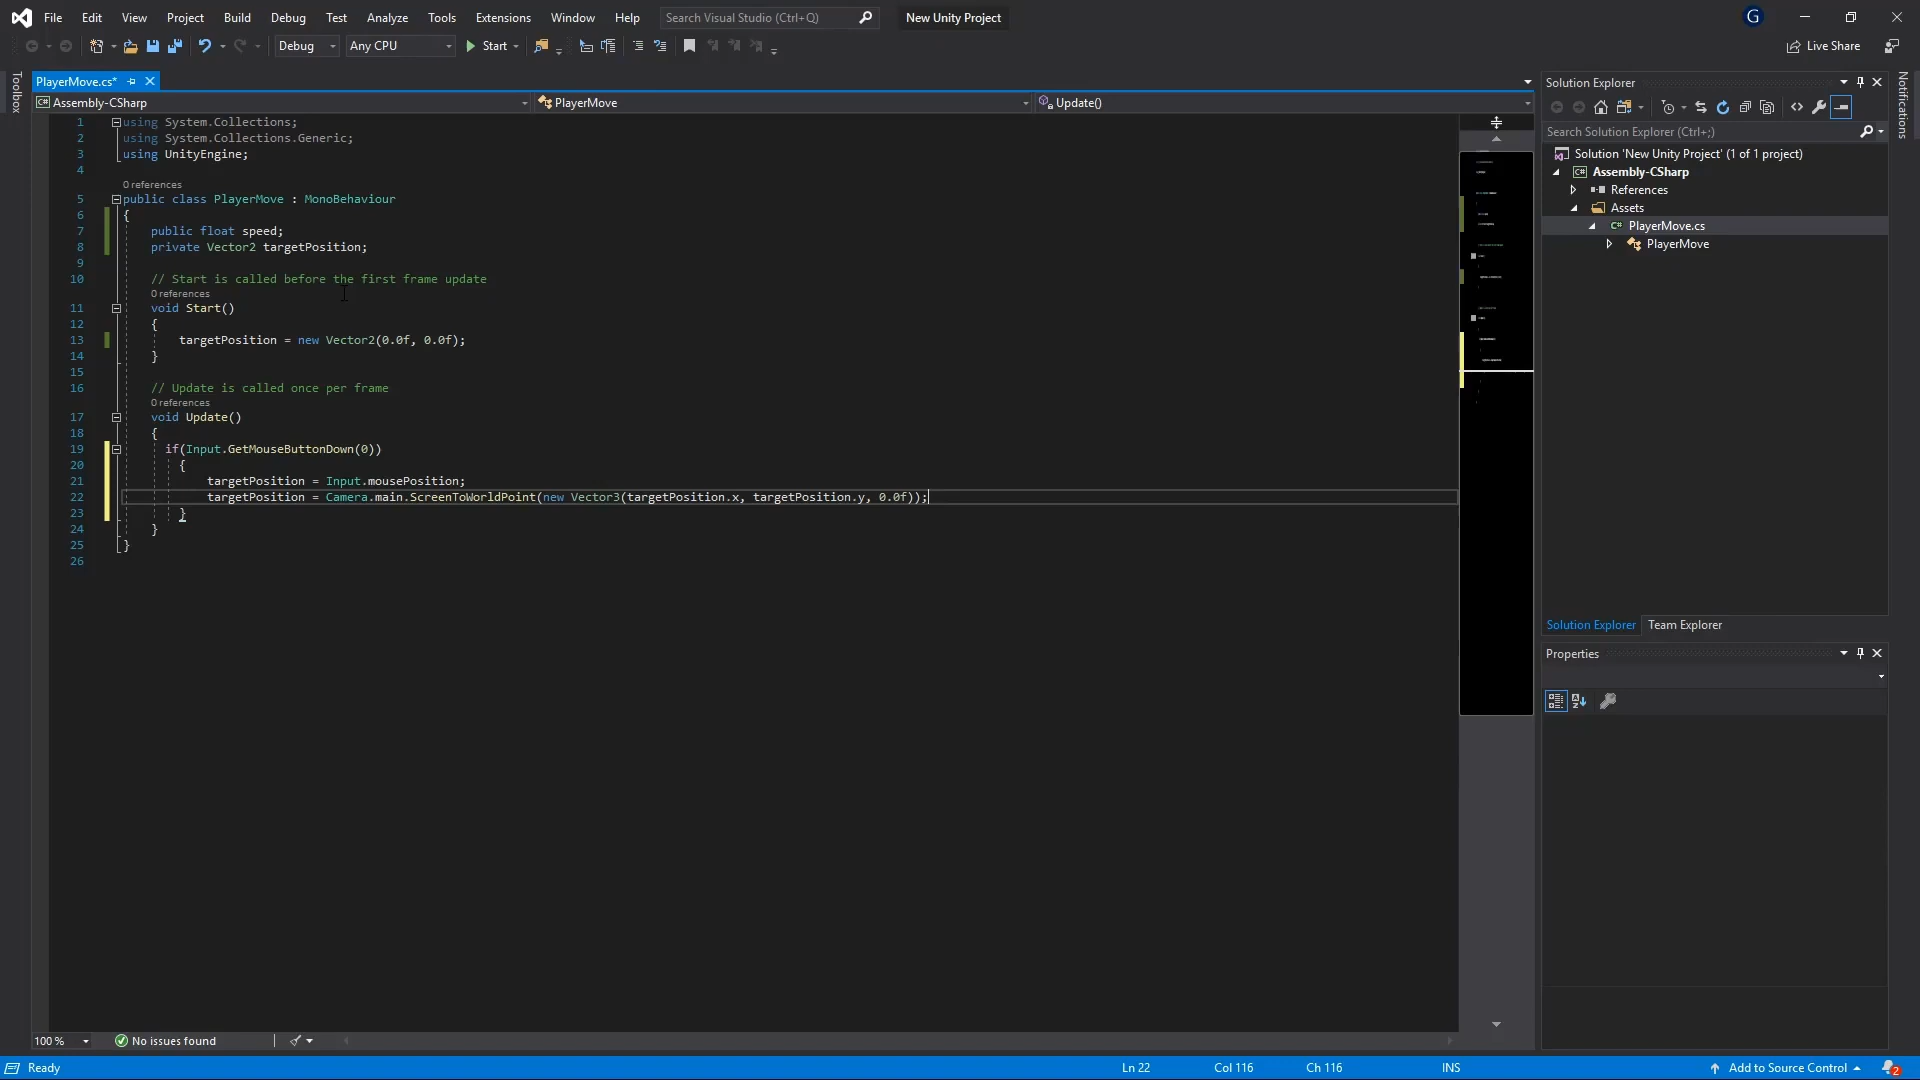 File Edit View Project Build Debug Test Analyze Tools Extensions Window Help Search Visual Studio (Ctrl+Q) New Unity Project G
Debug Any CPU Start Live Share
Toolbox
PlayerMove.cs*
Assembly-CSharp PlayerMove Update()
1 using System.Collections;
2 using System.Collections.Generic;
3 using UnityEngine;
4
0 references
5 public class PlayerMove : MonoBehaviour
6 {
7 public float speed;
8 private Vector2 targetPosition;
9
10 // Start is called before the first frame update
0 references
11 void Start()
12 {
13 targetPosition = new Vector2(0.0f, 0.0f);
14 }
15
16 // Update is called once per frame
0 references
17 void Update()
18 {
19 if(Input.GetMouseButtonDown(0))
20 {
21 targetPosition = Input.mousePosition;
22 targetPosition = Camera.main.ScreenToWorldPoint(new Vector3(targetPosition.x, targetPosition.y, 0.0f));
23 }
24 }
25 }
26
100 % No issues found
Solution Explorer
Search Solution Explorer (Ctrl+;)
Solution 'New Unity Project' (1 of 1 project)
C# Assembly-CSharp
References
Assets
C# PlayerMove.cs
PlayerMove
Solution Explorer Team Explorer
Properties
Notifications
Ready Ln 22 Col 116 Ch 116 INS Add to Source Control 2